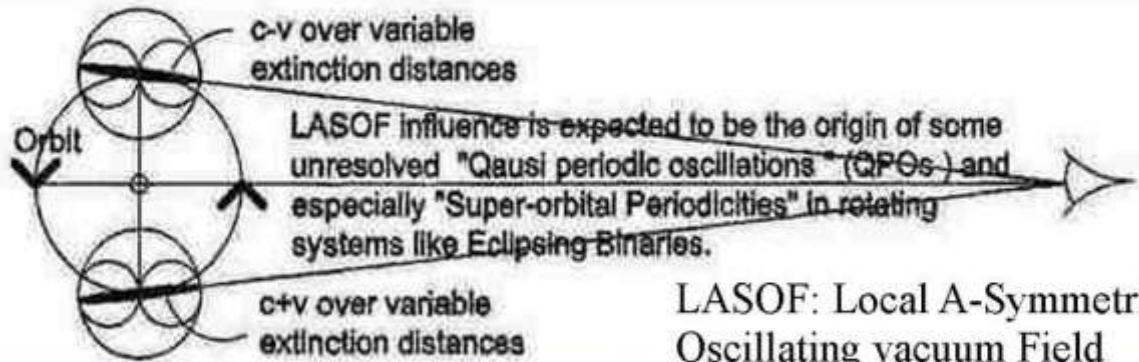 c-v over variable
extinction distances
Orbit
LASOF influence is expected to be the origin of some
unresolved "Qausi periodic oscillations " (QPOs ) and
especially "Super-orbital Periodicities" in rotating
systems like Eclipsing Binaries.
c+v over variable
extinction distances
LASOF: Local A-Symmetr
Oscillating vacuum Field